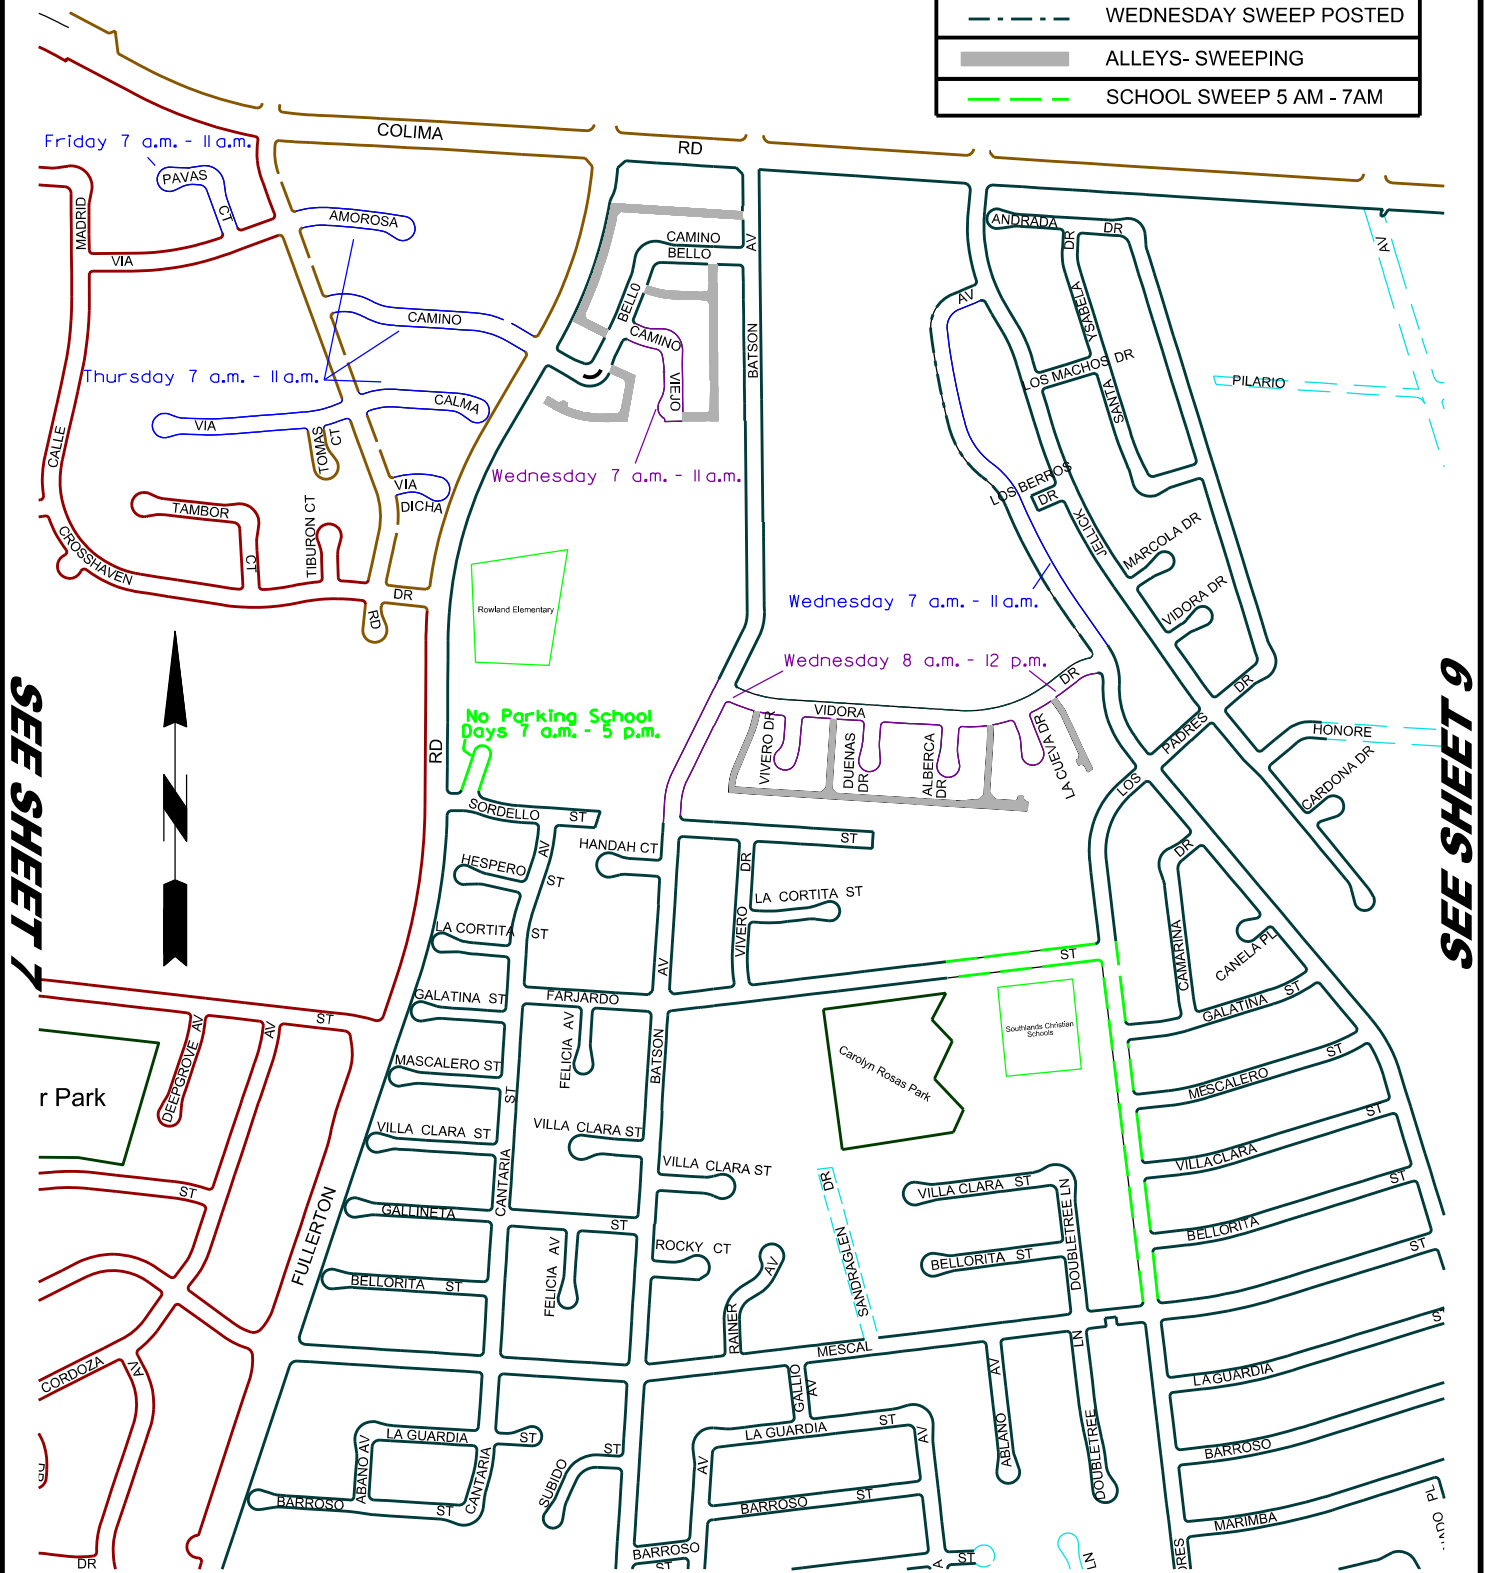 WEDNESDAY SWEEP POSTED
ALLEYS- SWEEPING
SCHOOL SWEEP 5 AM - 7AM
COLIMA
RD
Friday 7 a.m. - 11 a.m.
PAVAS
CT
MADRID
AMOROSA
VIA
CAMINO
Thursday 7 a.m. - 11 a.m.
CALMA
VIA
TOMAS
CT
CALLE
VIA
DICHA
TAMBOR
CT
TIBURON CT
CROSSHAVEN
DR
RD
CAMINO
BELLO
AV
BELLO
CAMINO
VIEJO
BATSON
Wednesday 7 a.m. - 11 a.m.
ANDRADA
DR
DR
AV
YSABELA
LOS MACHOS DR
SANTA
PILARIO
AV
LOS BERROS
DR
JELLICK
MARCOLA DR
VIDORA DR
Rowland Elementary
Wednesday 7 a.m. - 11 a.m.
Wednesday 8 a.m. - 12 p.m.
DR
DR
VIDORA
No Parking School
Days 7 a.m. - 5 p.m.
VIVERO DR
DUENAS
DR
ALBERCA
DR
LA CUEVA DR
LOS
PADRES
HONORE
CARDONA DR
SEE SHEET 7
SEE SHEET 9
RD
SORDELLO
ST
HESPERO
ST
AV
HANDAH CT
DR
ST
LA CORTITA ST
VIVERO
LA CORTITA
ST
DR
CAMARINA
CANELA PL
GALATINA ST
FARJARDO
AV
ST
GALATINA ST
ST
DEEPGROVE AV
AV
FELICIA AV
BATSON
Southlands Christian
Schools
Carolyn Rosas Park
MASCALERO ST
ST
MESCALERO
ST
r Park
VILLA CLARA ST
VILLA CLARA ST
VILLA CLARA ST
VILLACLARA
ST
ST
CANTARIA
DR
VILLA CLARA ST
DOUBLETREE LN
GALLINETA
ST
BELLORITA
ST
FULLERTON
FELICIA AV
ROCKY CT
AV
SANDRAGLEN
BELLORITA ST
BELLORITA ST
ST
RAINER
MESCAL
LN
ST
CORDOZA
AV
GALLIO
AV
AV
LAGUARDIA
LA GUARDIA
ST
ABANO AV
CANTARIA
ST
SUBIDO
LA GUARDIA
ST
AV
AV
ABLANO
DOUBLETREE
BARROSO
BARROSO
ST
BARROSO
ST
MARIMBA
PL
DR
DR
BARROSO
ST
A
ST
LN